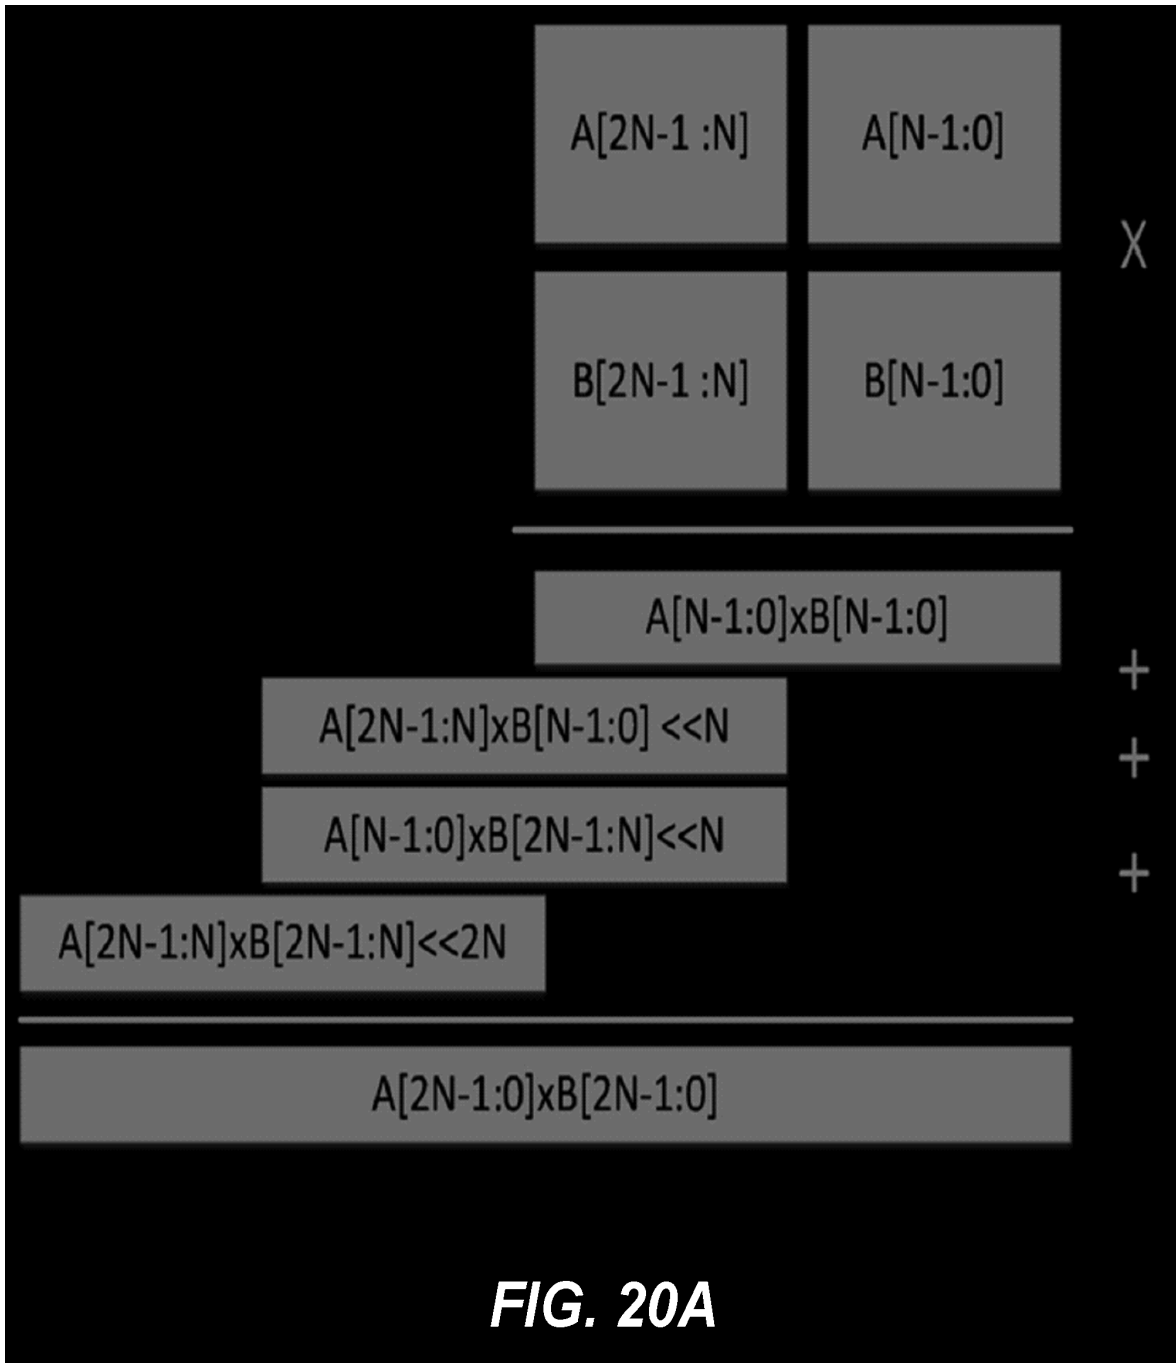 A[2N-1 :N] A[N-1:0]
X
B[2N-1 :N] B[N-1:0]
A[N-1:0]xB[N-1:0]
+
A[2N-1:N]xB[N-1:0] <<N
+
A[N-1:0]xB[2N-1:N]<<N
+
A[2N-1:N]xB[2N-1:N]<<2N
A[2N-1:0]xB[2N-1:0]
FIG. 20A